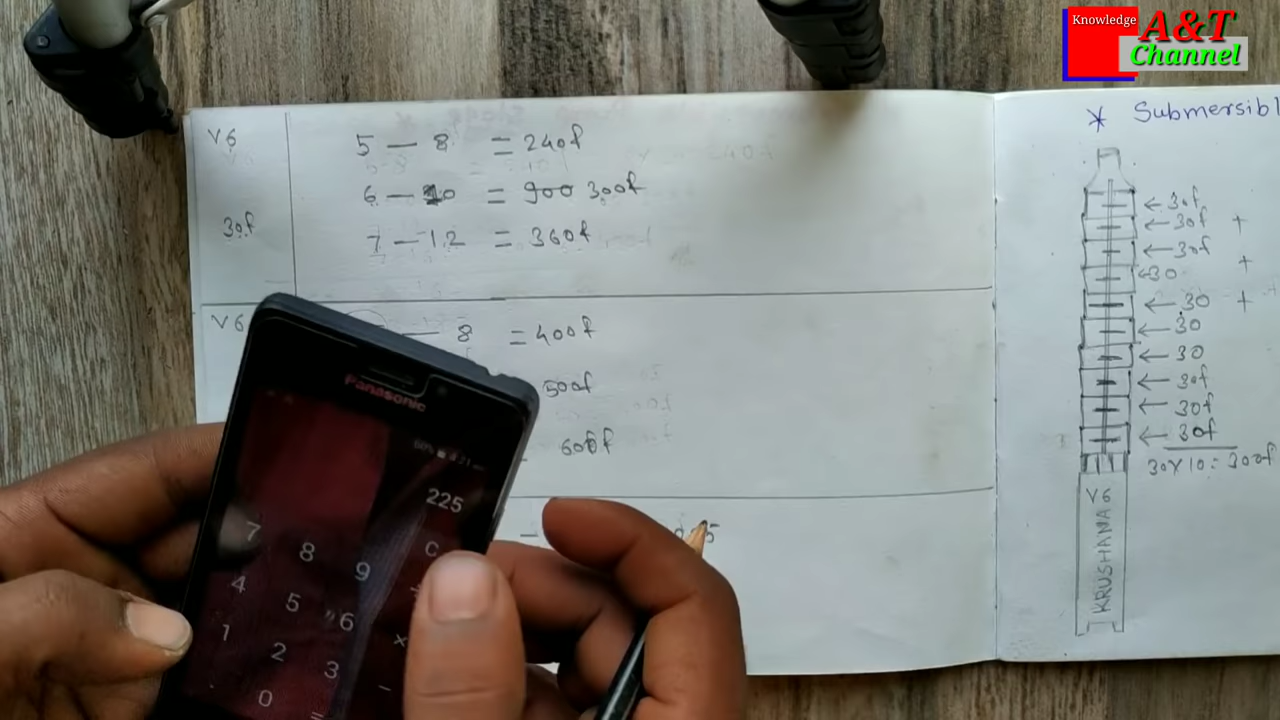 Knowledge A&T
Channel
V6
5 — 8 = 240f
6 — 10 = 900 300f
30f
7 — 12 = 360f
V6
— 8 = 400f
500f
600f
—
* Submersibl
← 30f
← 30f +
← 30f
← 30 +
← 30 +
← 30
← 30
← 30f
← 30f
← 30f
30 x 10 = 300f
V6
KRUSHANA
Panasonic
225
C
7 8 9
4 5 6 ×
1 2 3 −
. 0 =